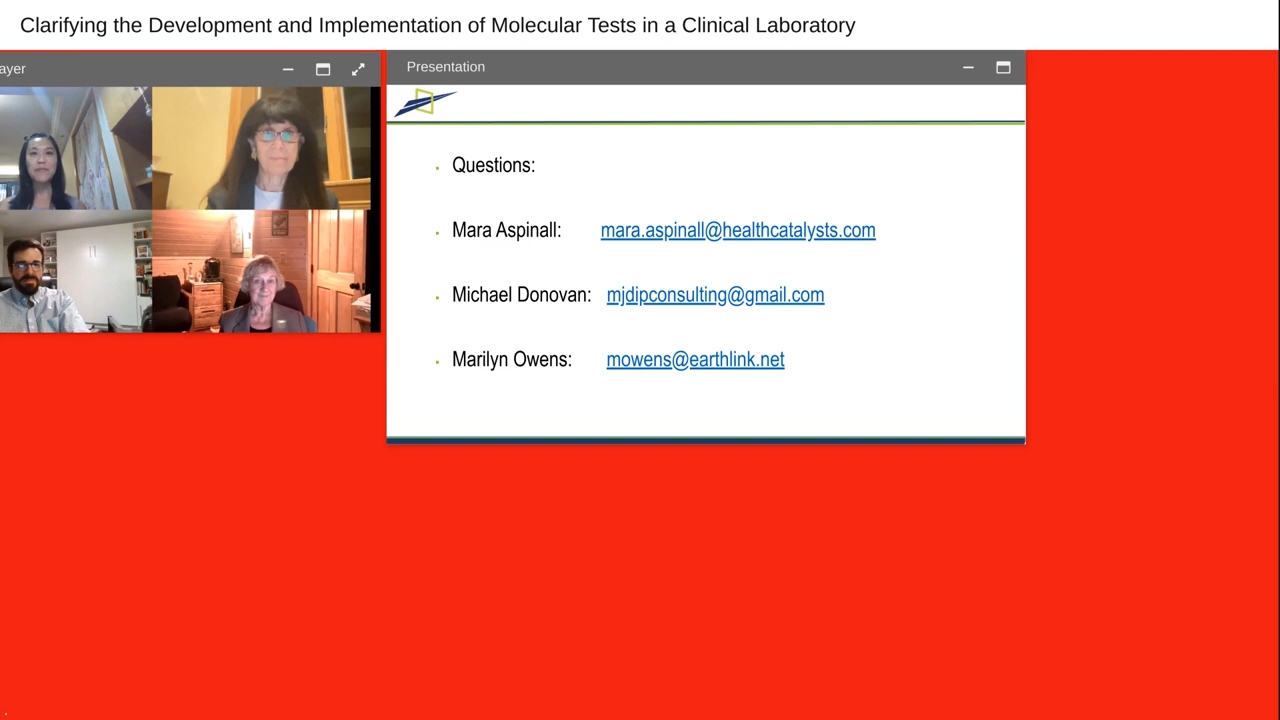 Clarifying the Development and Implementation of Molecular Tests in a Clinical Laboratory
ayer
Presentation
Questions:
Mara Aspinall: mara.aspinall@healthcatalysts.com
Michael Donovan: mjdipconsulting@gmail.com
Marilyn Owens: mowens@earthlink.net